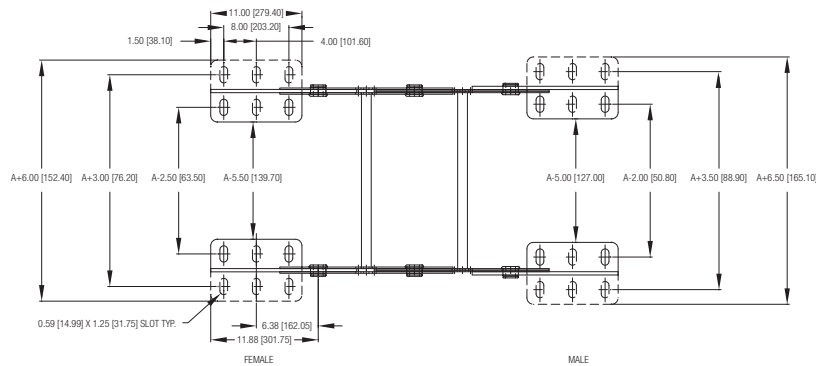 11.00 [279.40]
8.00 [203.20]
1.50 [38.10]
4.00 [101.60]
A+6.00 [152.40]
A+3.00 [76.20]
A-2.50 [63.50]
A-5.50 [139.70]
A-5.00 [127.00]
A-2.00 [50.80]
A+3.50 [88.90]
A+6.50 [165.10]
0.59 [14.99] X 1.25 [31.75] SLOT TYP.
6.38 [162.05]
11.88 [301.75]
FEMALE
MALE